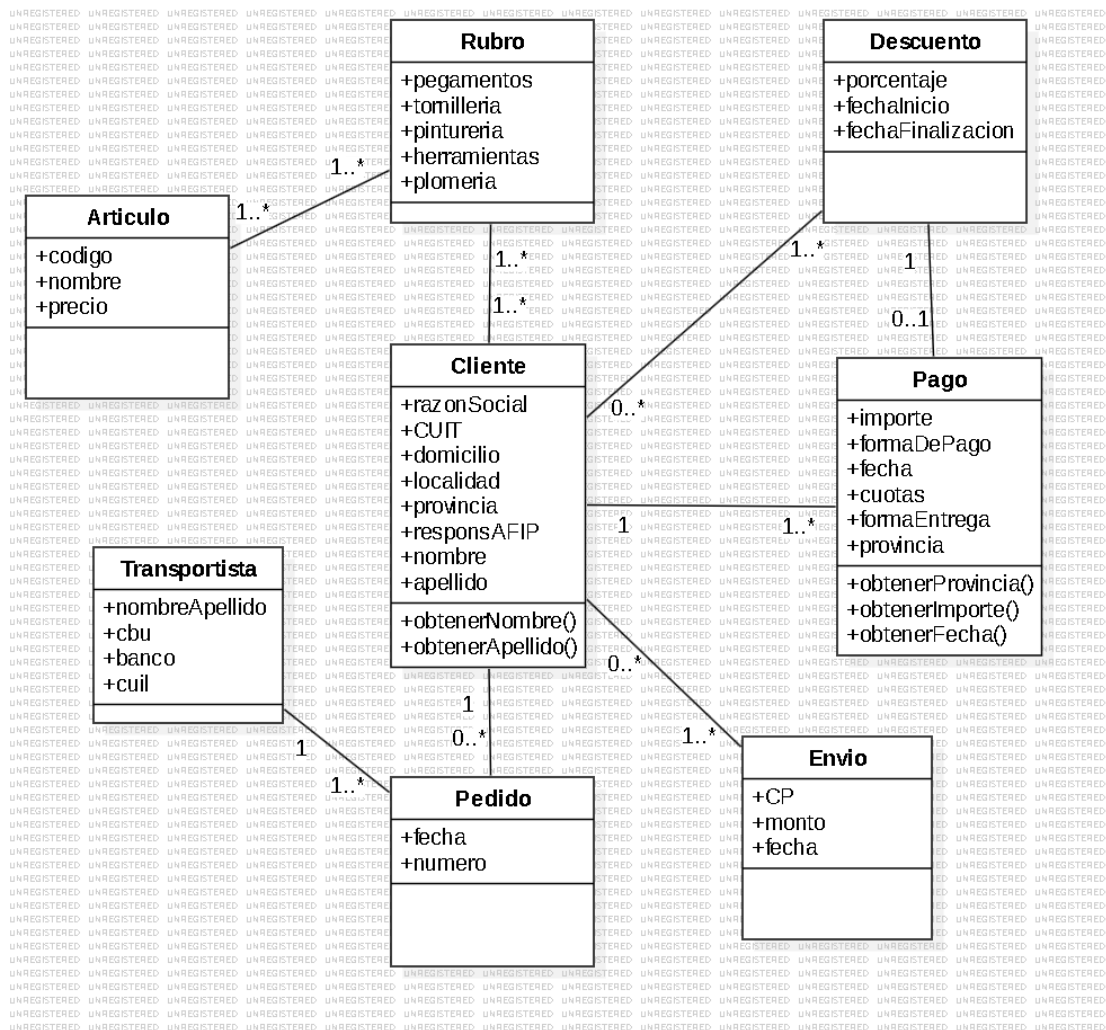 Rubro
+pegamentos
+tornilleria
+pintureria
+herramientas
+plomeria
Descuento
+porcentaje
+fechaInicio
+fechaFinalizacion
Articulo
+codigo
+nombre
+precio
1..*
1..*
1..*
1..*
1..*
0..*
1
0..1
Cliente
+razonSocial
+CUIT
+domicilio
+localidad
+provincia
+responsAFIP
+nombre
+apellido
+obtenerNombre()
+obtenerApellido()
Pago
+importe
+formaDePago
+fecha
+cuotas
+formaEntrega
+provincia
+obtenerProvincia()
+obtenerImporte()
+obtenerFecha()
1
1..*
Transportista
+nombreApellido
+cbu
+banco
+cuil
1
1..*
1
0..*
0..*
1..*
Pedido
+fecha
+numero
Envio
+CP
+monto
+fecha
UNREGISTERED